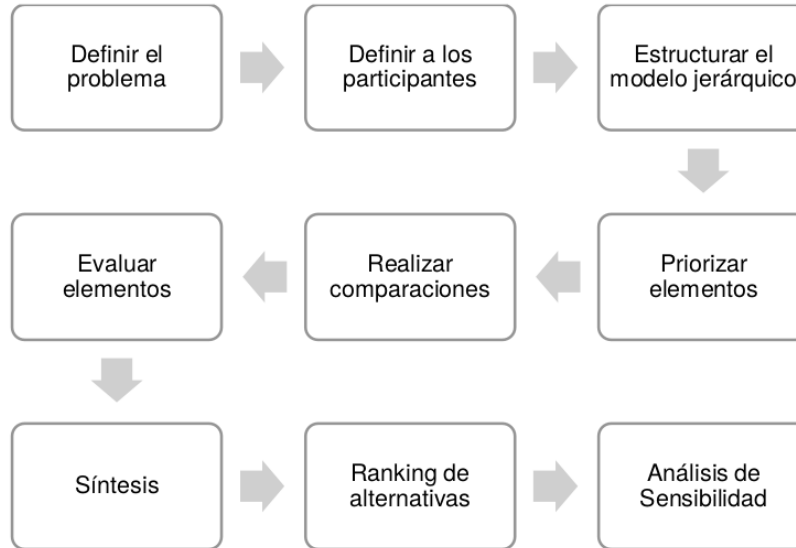 Definir el
problema
Definir a los
participantes
Estructurar el
modelo jerárquico
Evaluar
elementos
Realizar
comparaciones
Priorizar
elementos
Síntesis
Ranking de
alternativas
Análisis de
Sensibilidad